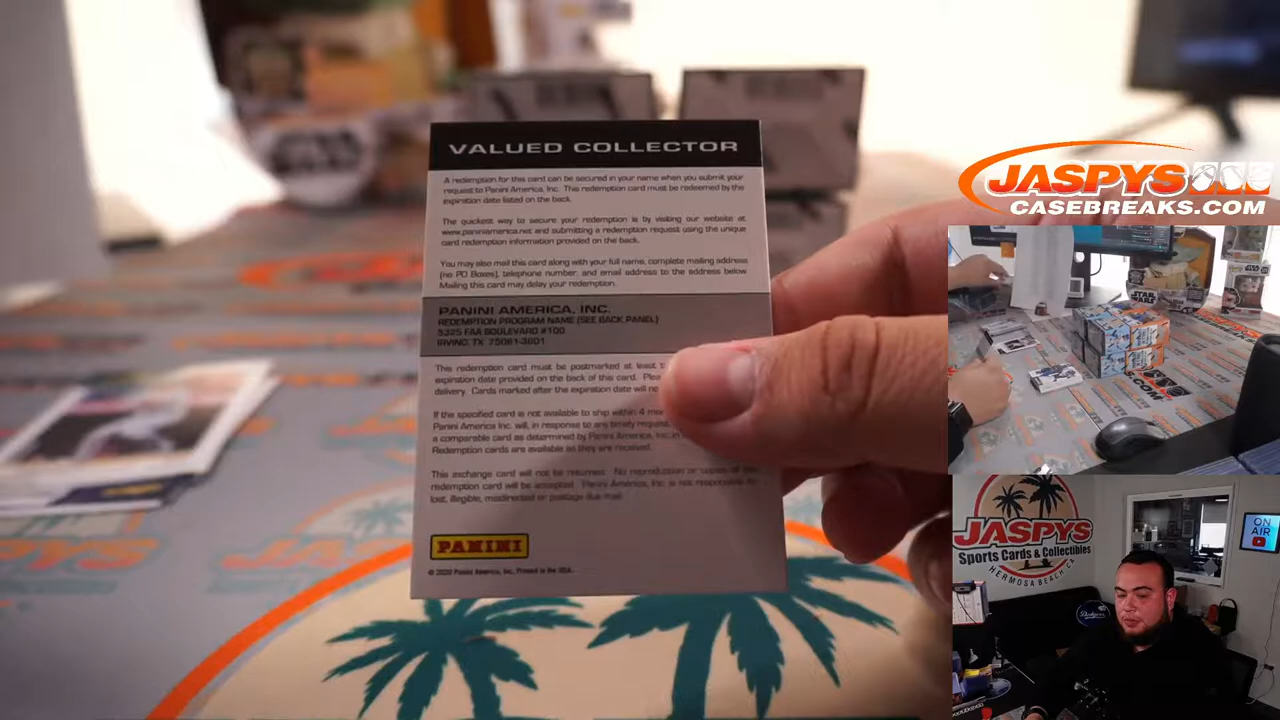 VALUED COLLECTOR
A redemption for this card can be secured in your name when you submit your
request to Panini America, Inc. This redemption card must be redeemed by the
expiration date listed on the back.
The quickest way to secure your redemption is by visiting our website at
www.paniniamerica.net and submitting a redemption request using the unique
card redemption information provided on the back.
You may also mail this card along with your full name, complete mailing address
(no PO Boxes), telephone number, and email address to the address below
Mailing this card may delay your redemption.
PANINI AMERICA, INC.
REDEMPTION PROGRAM NAME (SEE BACK PANEL)
5325 FAA BOULEVARD #100
IRVING, TX 75061-3601
This redemption card must be postmarked at least
expiration date provided on the back of this card.
delivery. Cards marked after the expiration date will
If the specified card is not available to ship within 4
Panini America Inc. will, in response to any timely request,
a comparable card as determined by Panini America, Inc.
Redemption cards are available as they are received.
This exchange card will not be returned. No reproduction or copies of
redemption card will be accepted. Panini America, Inc. is not responsible
lost, illegible, misdirected or postage due mail
PANINI
© 2020 Panini America, Inc. Printed in the USA.
JASPYS
CASEBREAKS.COM
STAR
WARS
.COM
JASPYS
Sports Cards & Collectibles
HERMOSA BEACH, CA
ON
AIR
Dodgers